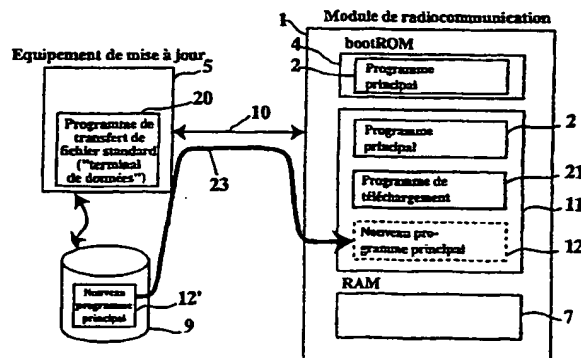 Module de radiocommunication
1
bootROM
4
2
Programme
principal
Equipement de mise à jour
5
20
Programme de
transfert de
fichier standard
("terminal
de données")
10
23
Programme
principal
2
Programme de
téléchargement
21
11
Nouveau pro-
gramme principal
12
Nouveau
programme
principal
12'
9
RAM
7